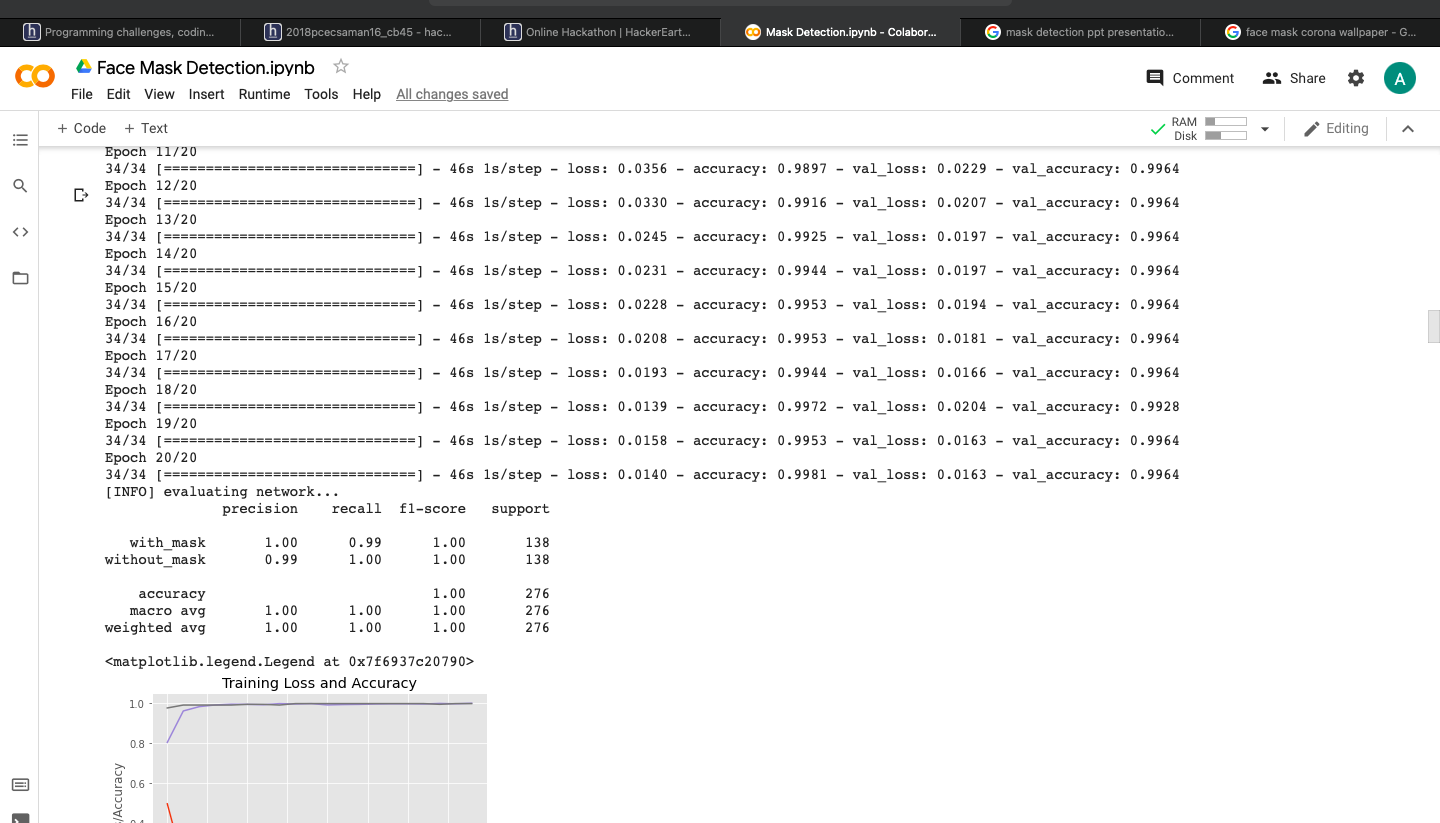 Programming challenges, codin...
2018pcecsaman16_cb45 - hac...
Online Hackathon | HackerEart...
Mask Detection.ipynb - Colabor...
mask detection ppt presentatio...
face mask corona wallpaper - G...
Face Mask Detection.ipynb
Comment
Share
A
File Edit View Insert Runtime Tools Help All changes saved
+ Code + Text
RAM
Disk
Editing
Epoch 11/20
34/34 [==============================] - 46s 1s/step - loss: 0.0356 - accuracy: 0.9897 - val_loss: 0.0229 - val_accuracy: 0.9964
Epoch 12/20
34/34 [==============================] - 46s 1s/step - loss: 0.0330 - accuracy: 0.9916 - val_loss: 0.0207 - val_accuracy: 0.9964
Epoch 13/20
34/34 [==============================] - 46s 1s/step - loss: 0.0245 - accuracy: 0.9925 - val_loss: 0.0197 - val_accuracy: 0.9964
Epoch 14/20
34/34 [==============================] - 46s 1s/step - loss: 0.0231 - accuracy: 0.9944 - val_loss: 0.0197 - val_accuracy: 0.9964
Epoch 15/20
34/34 [==============================] - 46s 1s/step - loss: 0.0228 - accuracy: 0.9953 - val_loss: 0.0194 - val_accuracy: 0.9964
Epoch 16/20
34/34 [==============================] - 46s 1s/step - loss: 0.0208 - accuracy: 0.9953 - val_loss: 0.0181 - val_accuracy: 0.9964
Epoch 17/20
34/34 [==============================] - 46s 1s/step - loss: 0.0193 - accuracy: 0.9944 - val_loss: 0.0166 - val_accuracy: 0.9964
Epoch 18/20
34/34 [==============================] - 46s 1s/step - loss: 0.0139 - accuracy: 0.9972 - val_loss: 0.0204 - val_accuracy: 0.9928
Epoch 19/20
34/34 [==============================] - 46s 1s/step - loss: 0.0158 - accuracy: 0.9953 - val_loss: 0.0163 - val_accuracy: 0.9964
Epoch 20/20
34/34 [==============================] - 46s 1s/step - loss: 0.0140 - accuracy: 0.9981 - val_loss: 0.0163 - val_accuracy: 0.9964
[INFO] evaluating network...
precision recall f1-score support
with_mask 1.00 0.99 1.00 138
without_mask 0.99 1.00 1.00 138
accuracy 1.00 276
macro avg 1.00 1.00 1.00 276
weighted avg 1.00 1.00 1.00 276
<matplotlib.legend.Legend at 0x7f6937c20790>
Training Loss and Accuracy
1.0
0.8
0.6
0.4
s/Accuracy